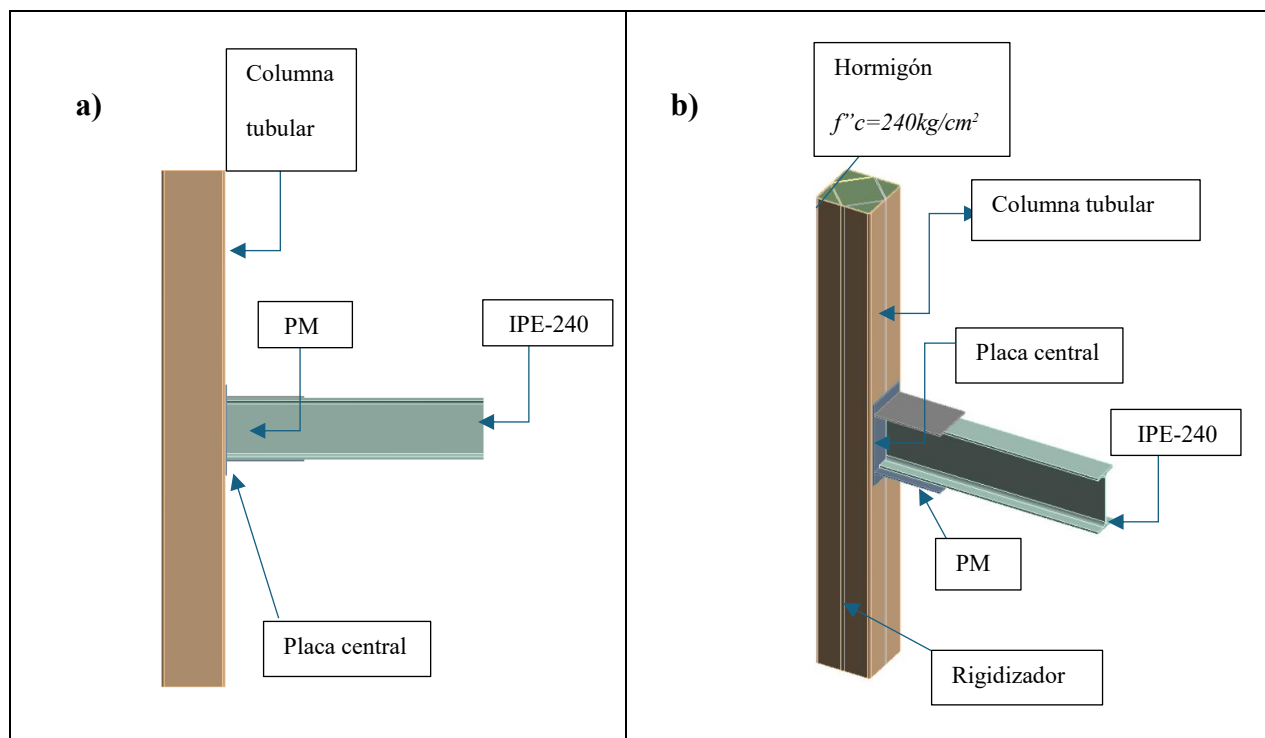 a)
Columna
tubular
PM
IPE-240
Placa central
b)
Hormigón
f”c=240kg/cm²
Columna tubular
Placa central
IPE-240
PM
Rigidizador